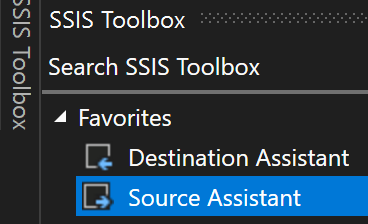 SSIS Toolbox
SSIS Toolbox
Search SSIS Toolbox
Favorites
Destination Assistant
Source Assistant